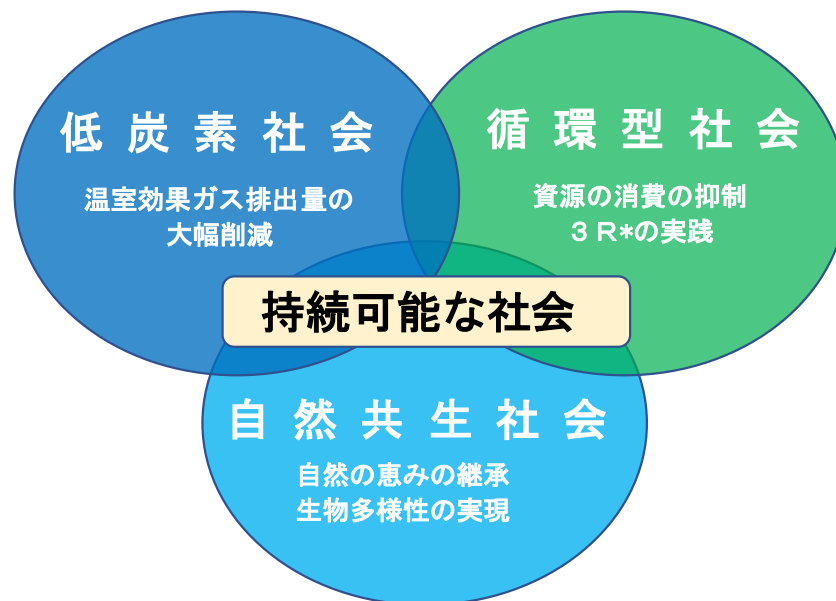 低炭素社会
温室効果ガス排出量の
大幅削減
循環型社会
資源の消費の抑制
３R*の実践
持続可能な社会
自然共生社会
自然の恵みの継承
生物多様性の実現